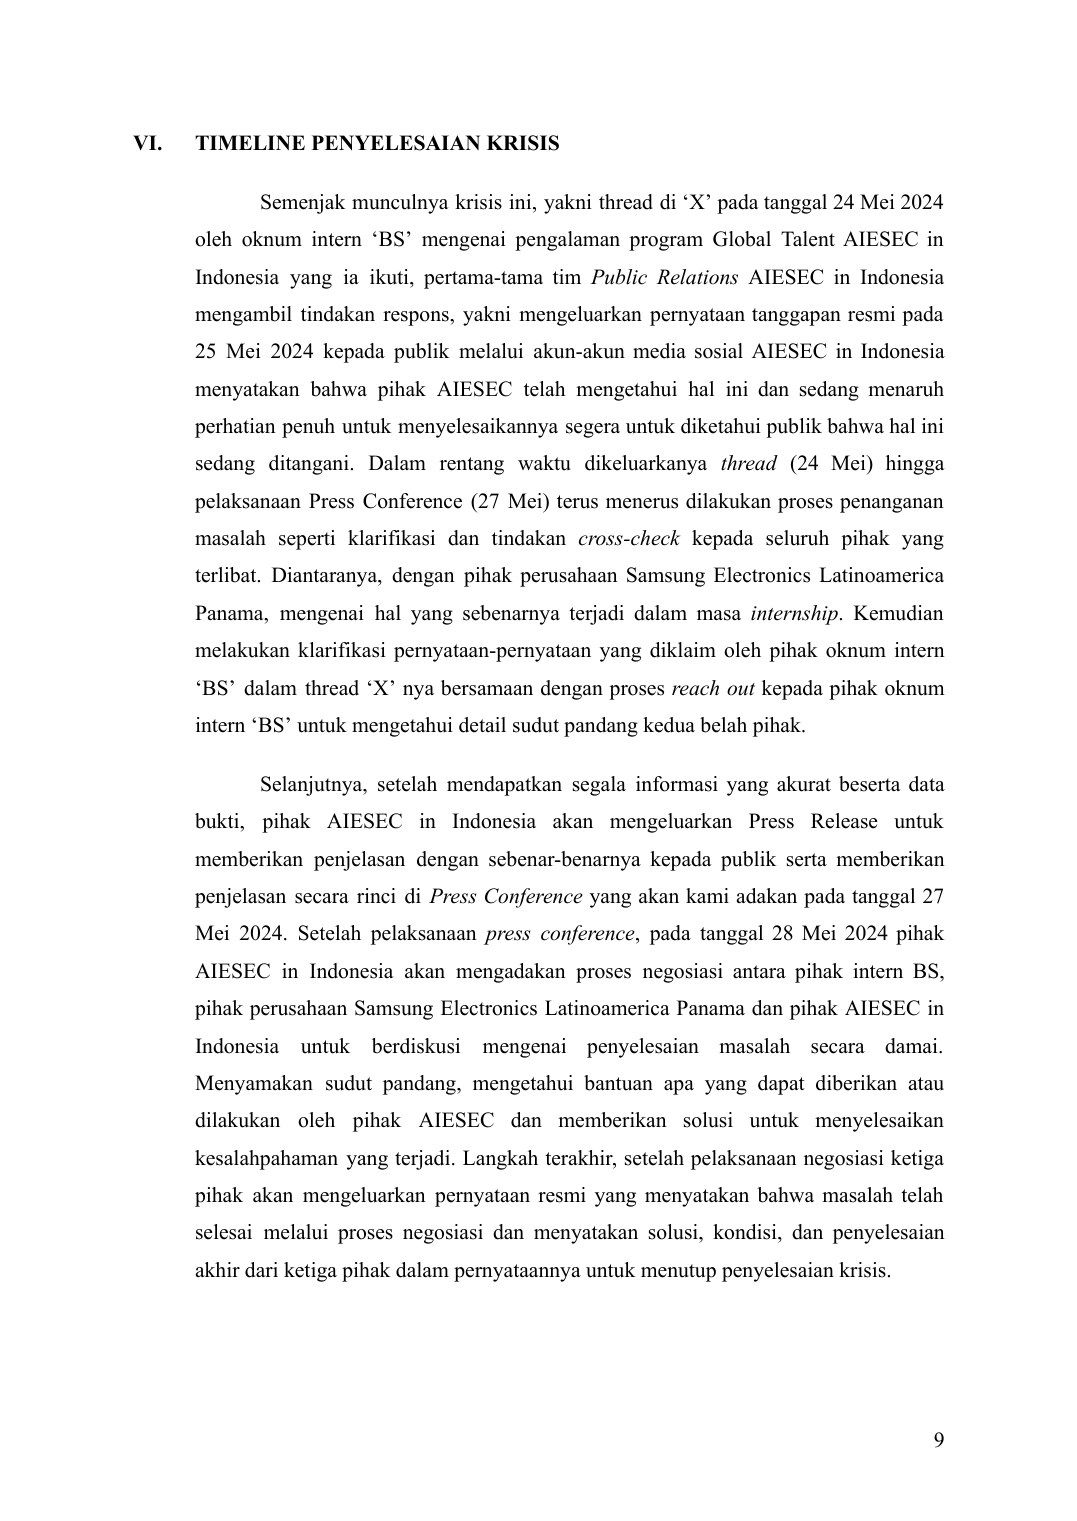 VI. TIMELINE PENYELESAIAN KRISIS
Semenjak munculnya krisis ini, yakni thread di ‘X’ pada tanggal 24 Mei 2024
oleh oknum intern ‘BS’ mengenai pengalaman program Global Talent AIESEC in
Indonesia yang ia ikuti, pertama-tama tim Public Relations AIESEC in Indonesia
mengambil tindakan respons, yakni mengeluarkan pernyataan tanggapan resmi pada
25 Mei 2024 kepada publik melalui akun-akun media sosial AIESEC in Indonesia
menyatakan bahwa pihak AIESEC telah mengetahui hal ini dan sedang menaruh
perhatian penuh untuk menyelesaikannya segera untuk diketahui publik bahwa hal ini
sedang ditangani. Dalam rentang waktu dikeluarkanya thread (24 Mei) hingga
pelaksanaan Press Conference (27 Mei) terus menerus dilakukan proses penanganan
masalah seperti klarifikasi dan tindakan cross-check kepada seluruh pihak yang
terlibat. Diantaranya, dengan pihak perusahaan Samsung Electronics Latinoamerica
Panama, mengenai hal yang sebenarnya terjadi dalam masa internship. Kemudian
melakukan klarifikasi pernyataan-pernyataan yang diklaim oleh pihak oknum intern
‘BS’ dalam thread ‘X’ nya bersamaan dengan proses reach out kepada pihak oknum
intern ‘BS’ untuk mengetahui detail sudut pandang kedua belah pihak.
Selanjutnya, setelah mendapatkan segala informasi yang akurat beserta data
bukti, pihak AIESEC in Indonesia akan mengeluarkan Press Release untuk
memberikan penjelasan dengan sebenar-benarnya kepada publik serta memberikan
penjelasan secara rinci di Press Conference yang akan kami adakan pada tanggal 27
Mei 2024. Setelah pelaksanaan press conference, pada tanggal 28 Mei 2024 pihak
AIESEC in Indonesia akan mengadakan proses negosiasi antara pihak intern BS,
pihak perusahaan Samsung Electronics Latinoamerica Panama dan pihak AIESEC in
Indonesia untuk berdiskusi mengenai penyelesaian masalah secara damai.
Menyamakan sudut pandang, mengetahui bantuan apa yang dapat diberikan atau
dilakukan oleh pihak AIESEC dan memberikan solusi untuk menyelesaikan
kesalahpahaman yang terjadi. Langkah terakhir, setelah pelaksanaan negosiasi ketiga
pihak akan mengeluarkan pernyataan resmi yang menyatakan bahwa masalah telah
selesai melalui proses negosiasi dan menyatakan solusi, kondisi, dan penyelesaian
akhir dari ketiga pihak dalam pernyataannya untuk menutup penyelesaian krisis.
9